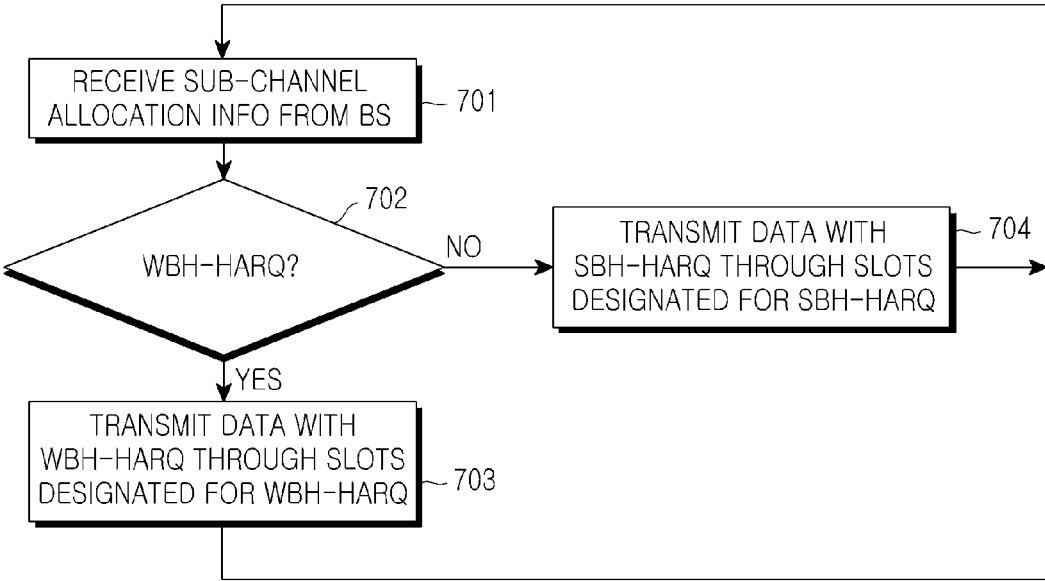 RECEIVE SUB-CHANNEL
ALLOCATION INFO FROM BS
701
702
WBH-HARQ?
NO
TRANSMIT DATA WITH
SBH-HARQ THROUGH SLOTS
DESIGNATED FOR SBH-HARQ
704
YES
TRANSMIT DATA WITH
WBH-HARQ THROUGH SLOTS
DESIGNATED FOR WBH-HARQ
703